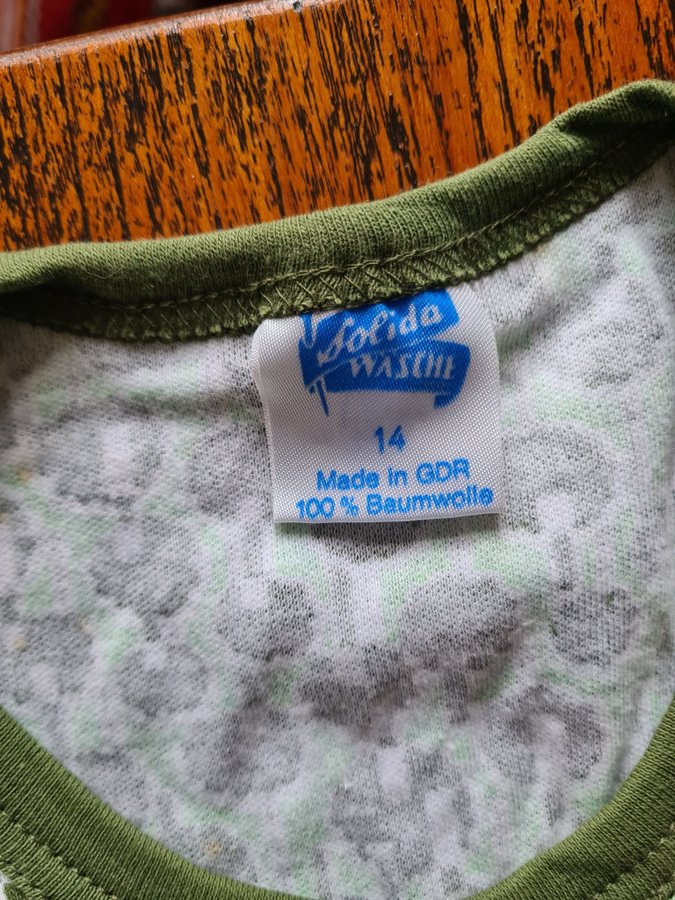 Solida
WÄSCHE
14
Made in GDR
100 % Baumwolle